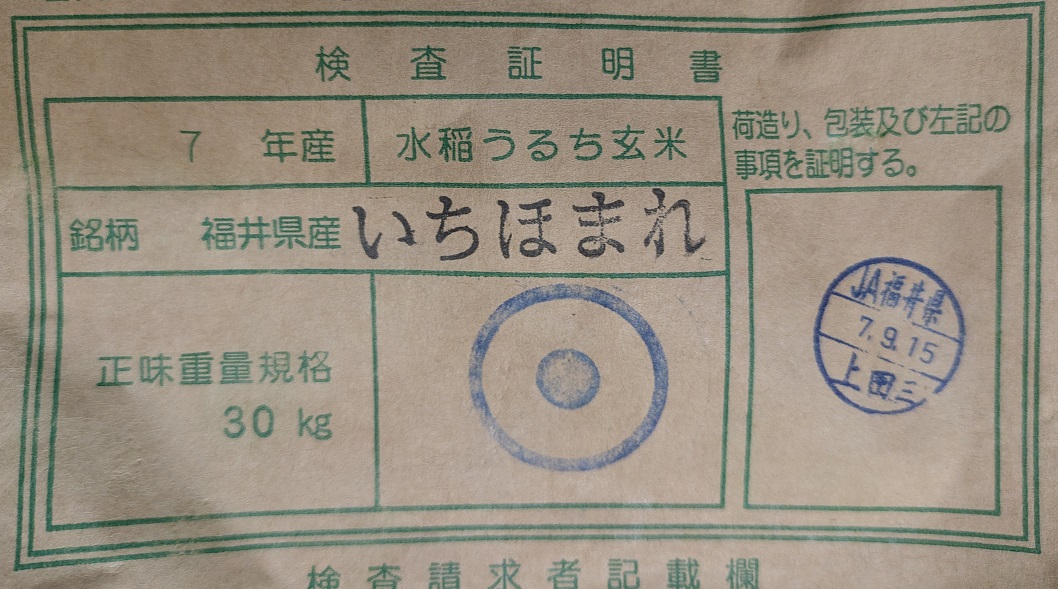 検査証明書
7 年産 水稲うるち玄米
銘柄 福井県産 いちほまれ
正味重量規格
30 kg
荷造り、包装及び左記の
事項を証明する。
JA福井県
7.9.15
上田三
検査請求者記載欄